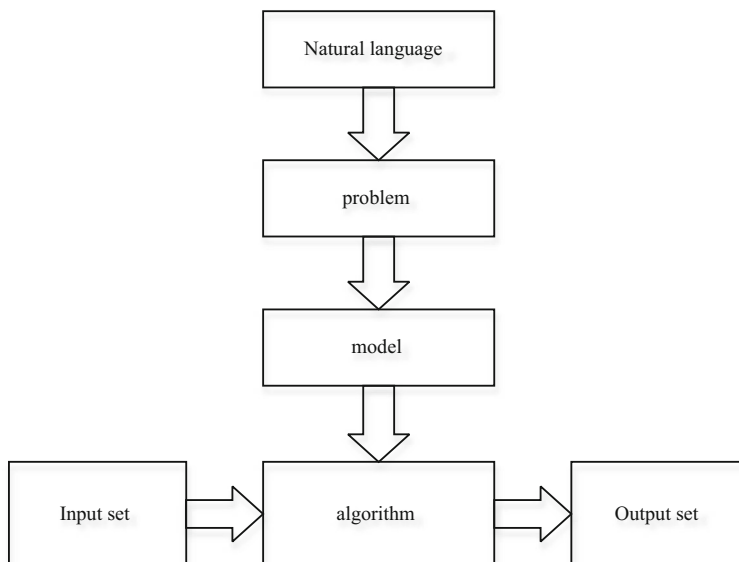 Natural language
problem
model
Input set
algorithm
Output set